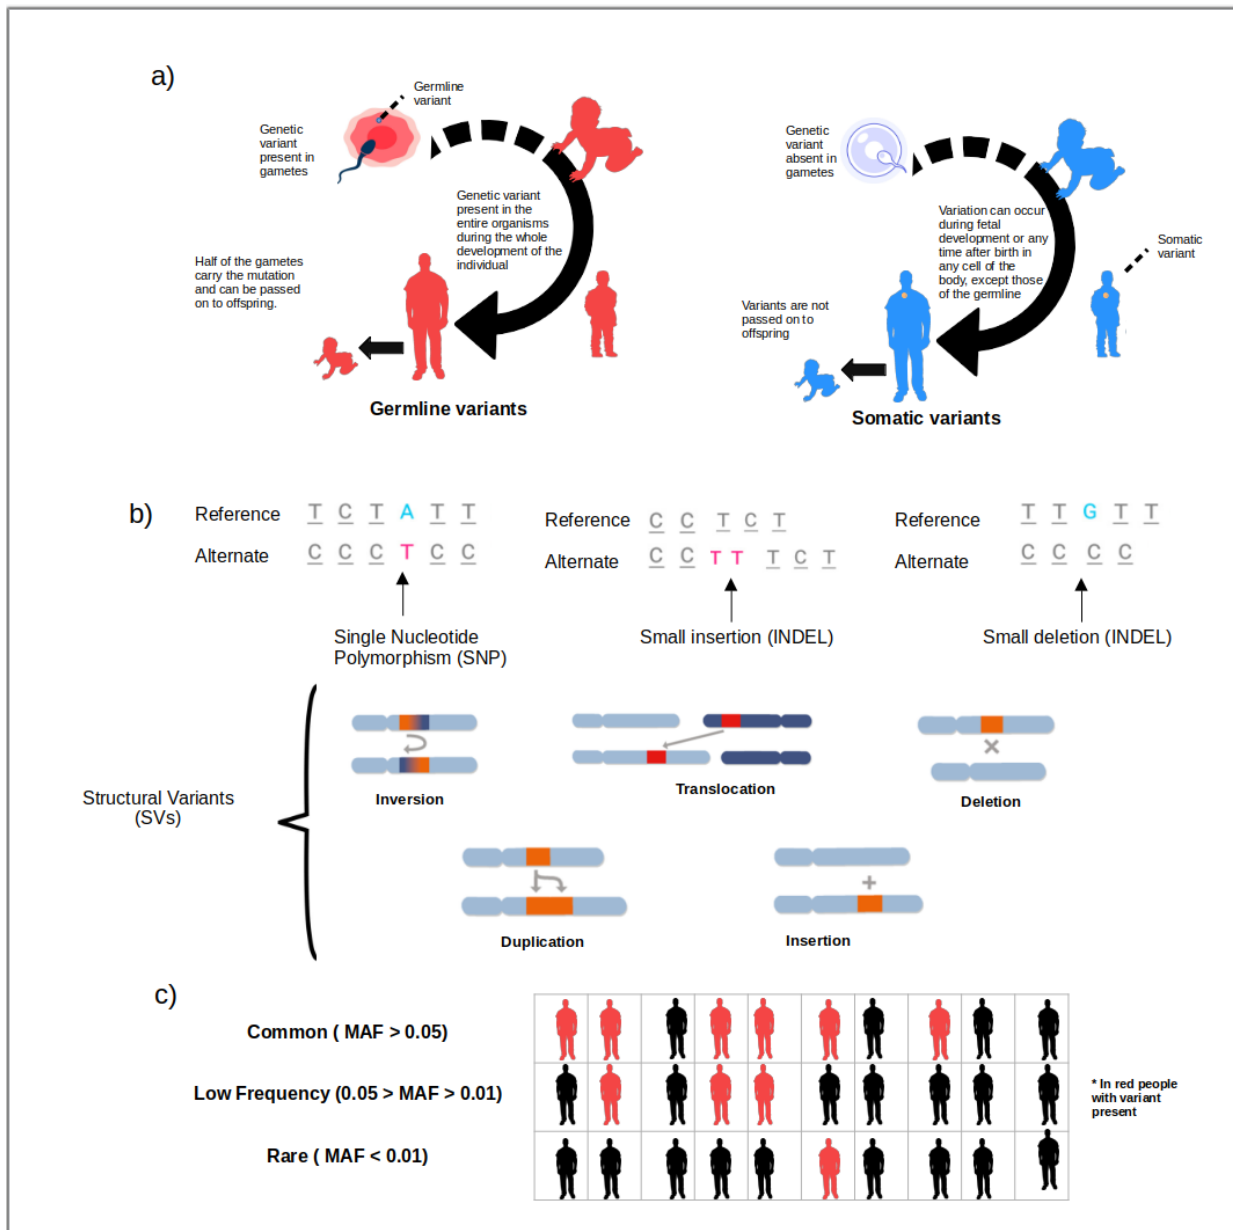 a)
Germline
variant
Genetic
variant
present in
gametes
Genetic variant
present in the
entire organisms
during the whole
development of the
individual
Half of the gametes
carry the mutation
and can be passed
on to offspring.
Germline variants
Genetic
variant
absent in
gametes
Variation can occur
during fetal
development or any
time after birth in
any cell of the
body, except those
of the germline
Somatic
variant
Variants are not
passed on to
offspring
Somatic variants
b)
Reference T C T A T T
Alternate C C C T C C
Single Nucleotide
Polymorphism (SNP)
Reference C C T C T
Alternate C C T T T C T
Small insertion (INDEL)
Reference T T G T T
Alternate C C C C
Small deletion (INDEL)
Structural Variants
(SVs)
Inversion
Translocation
Deletion
Duplication
Insertion
c)
Common ( MAF > 0.05)
Low Frequency (0.05 > MAF > 0.01)
Rare ( MAF < 0.01)
* In red people
with variant
present